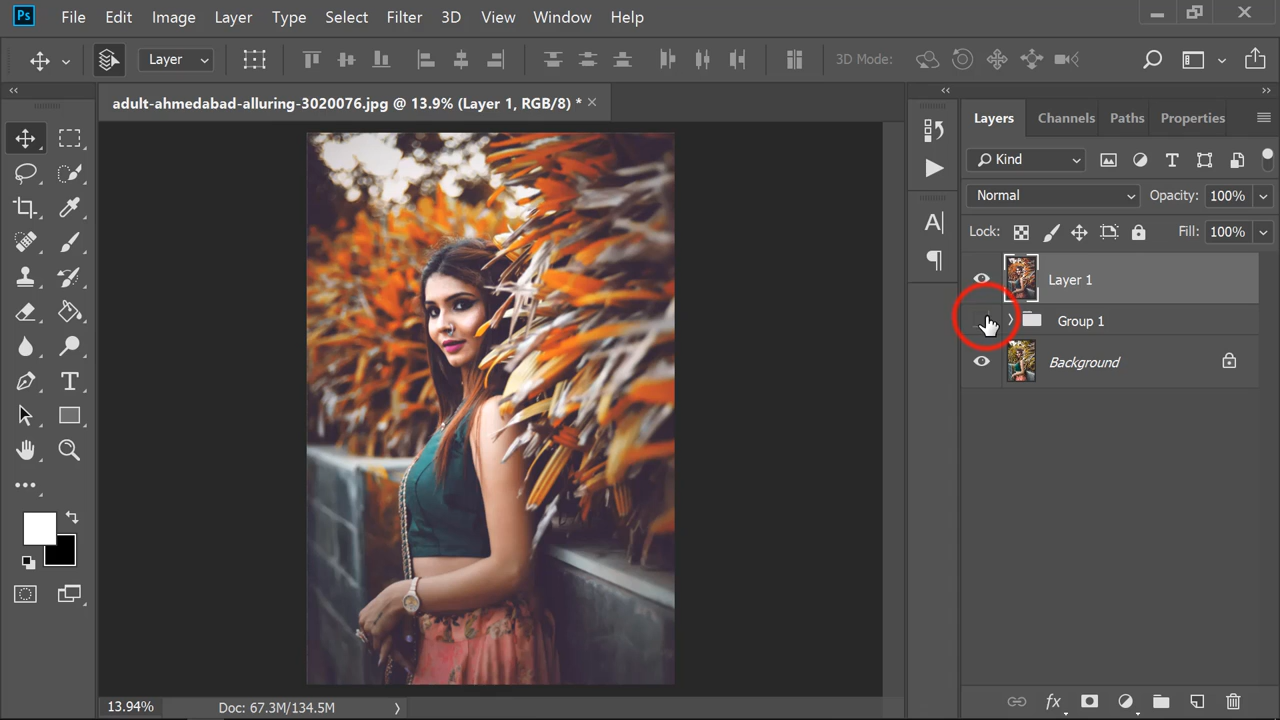 Ps File Edit Image Layer Type Select Filter 3D View Window Help
Layer 3D Mode:
adult-ahmedabad-alluring-3020076.jpg @ 13.9% (Layer 1, RGB/8) *
Layers Channels Paths Properties
Kind
Normal Opacity: 100%
Lock: Fill: 100%
Layer 1
Group 1
Background
13.94% Doc: 67.3M/134.5M